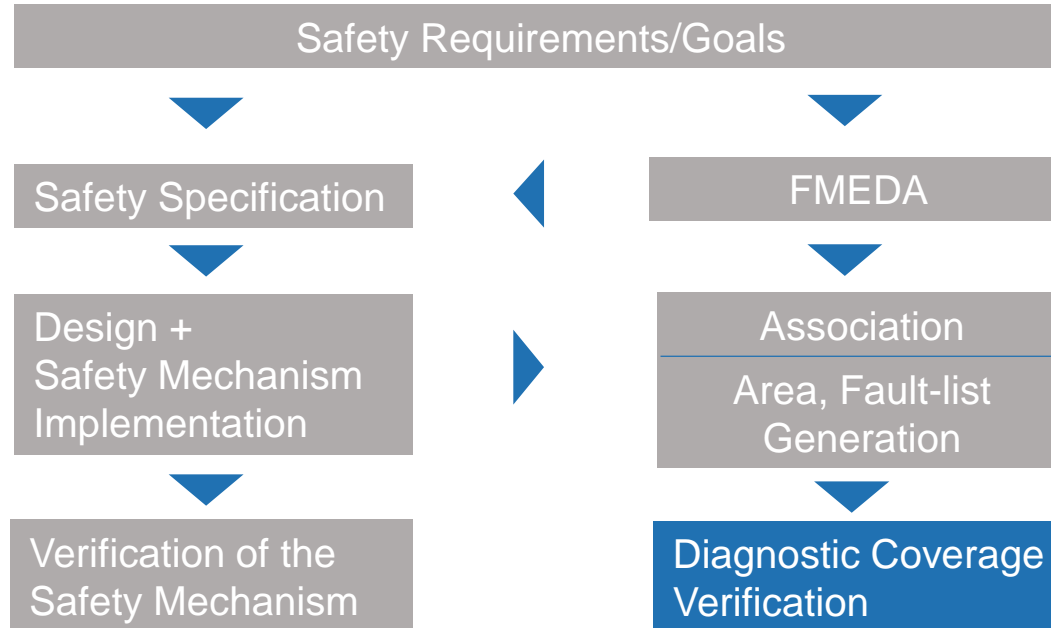 Safety Requirements/Goals
Safety Specification
FMEDA
Design +
Safety Mechanism
Implementation
Association
Area, Fault-list
Generation
Verification of the
Safety Mechanism
Diagnostic Coverage
Verification